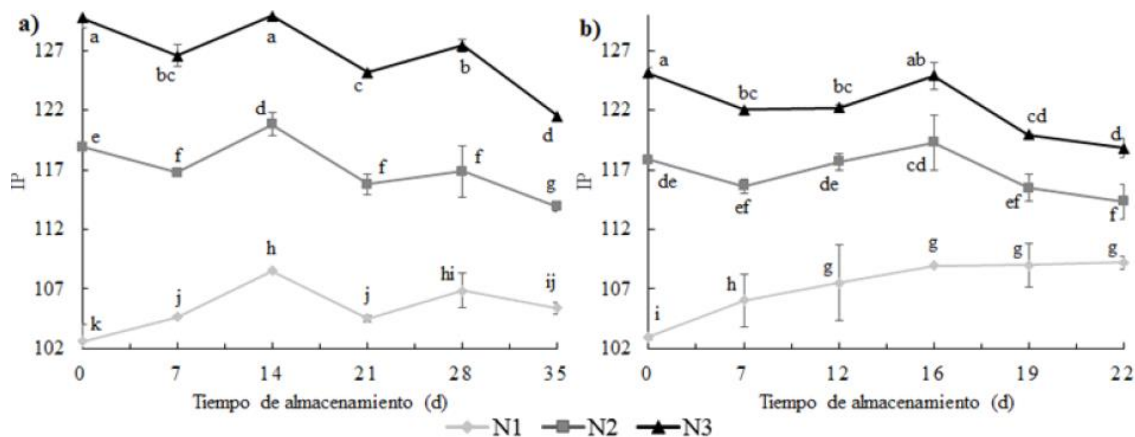 a)
127
122
117
112
107
102
IP
a
bc
a
c
b
d
e
f
d
f
f
g
k
j
h
j
hi
ij
0 7 14 21 28 35
Tiempo de almacenamiento (d)
b)
127
122
117
112
107
102
IP
a
bc
bc
ab
cd
d
de
ef
de
cd
ef
f
i
h
g
g
g
g
0 7 12 16 19 22
Tiempo de almacenamiento (d)
N1 N2 N3